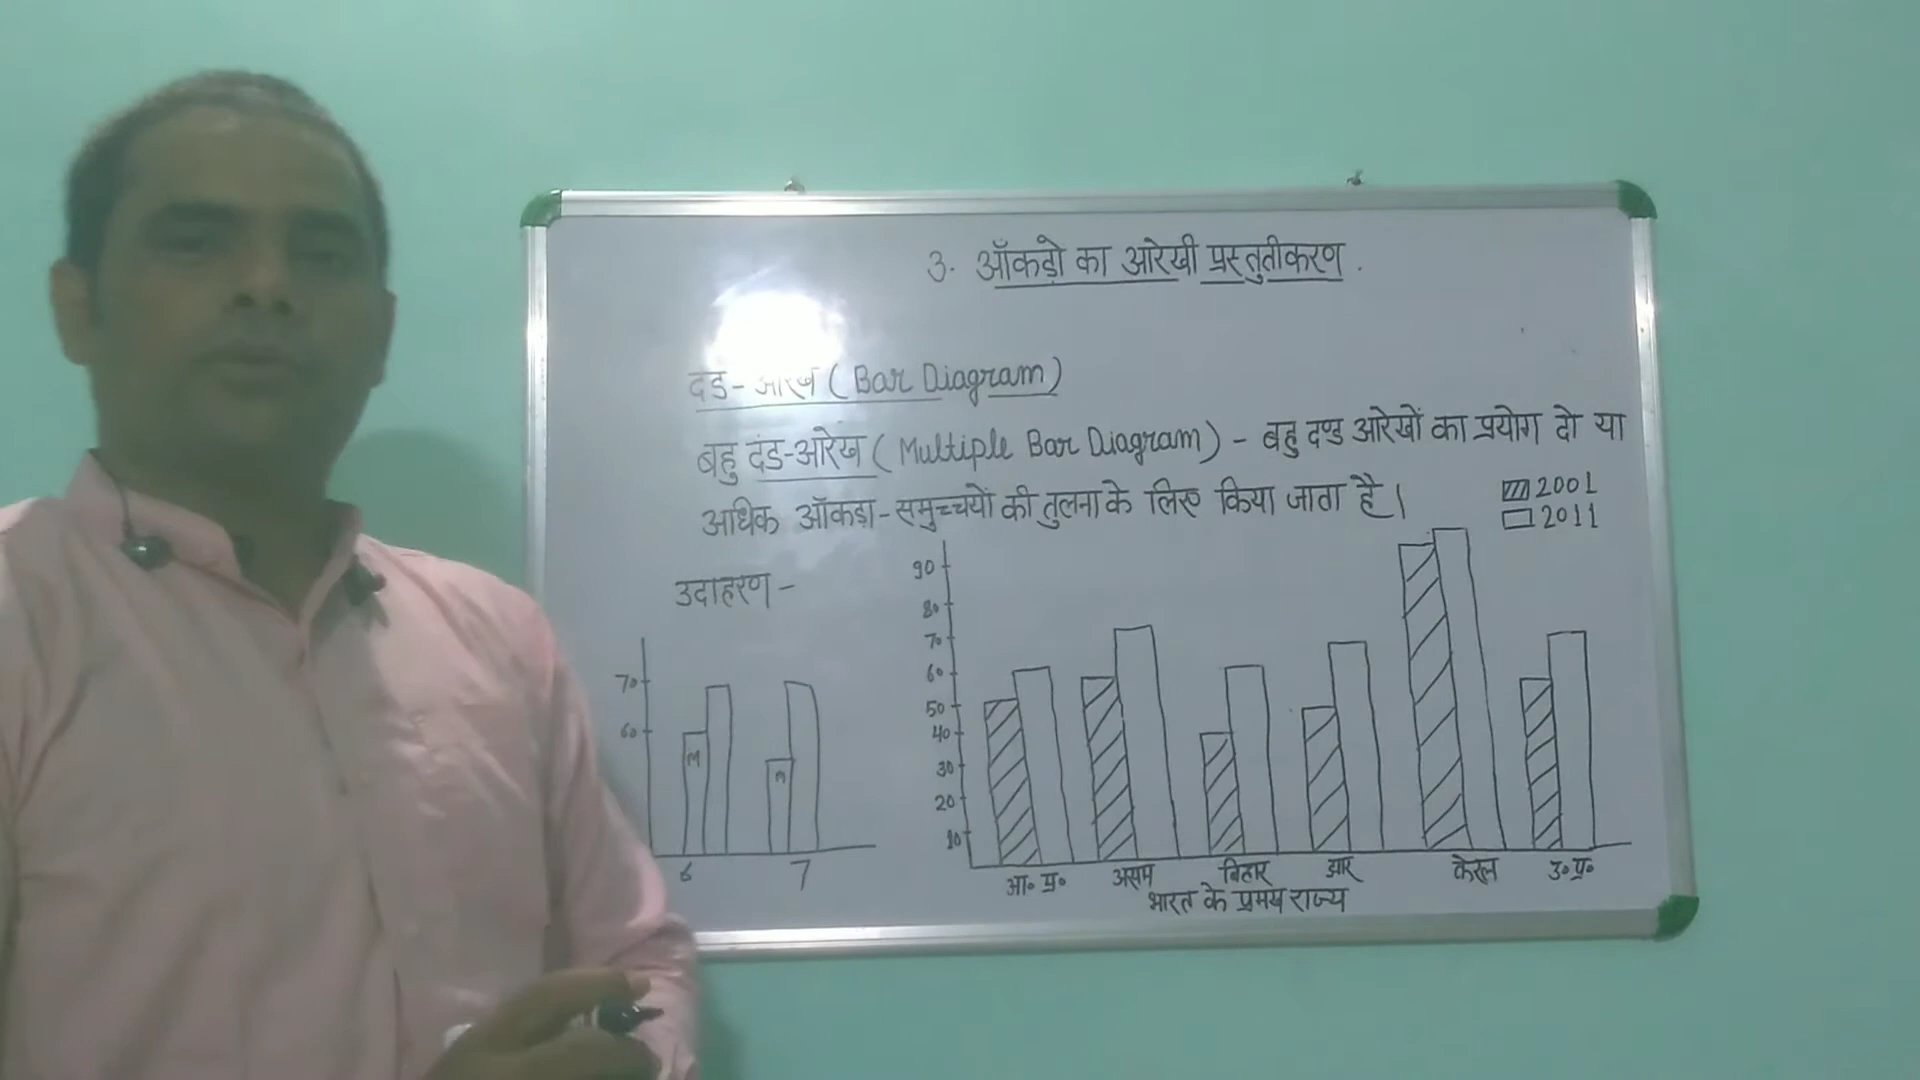 3. आँकड़ो का आरेखी प्रस्तुतीकरण.
दंड-आरेख (Bar Diagram)
बहु दंड-आरेख (Multiple Bar Diagram) - बहु दण्ड आरेखों का प्रयोग दो या
अधिक आँकड़ा-समुच्चयों की तुलना के लिए किया जाता है।
2001
2011
उदाहरण -
70
60
6
7
90
80
70
60
50
40
30
20
10
आ॰ प्र॰ असम बिहार झार केरल उ॰ प्र॰
भारत के राज्य